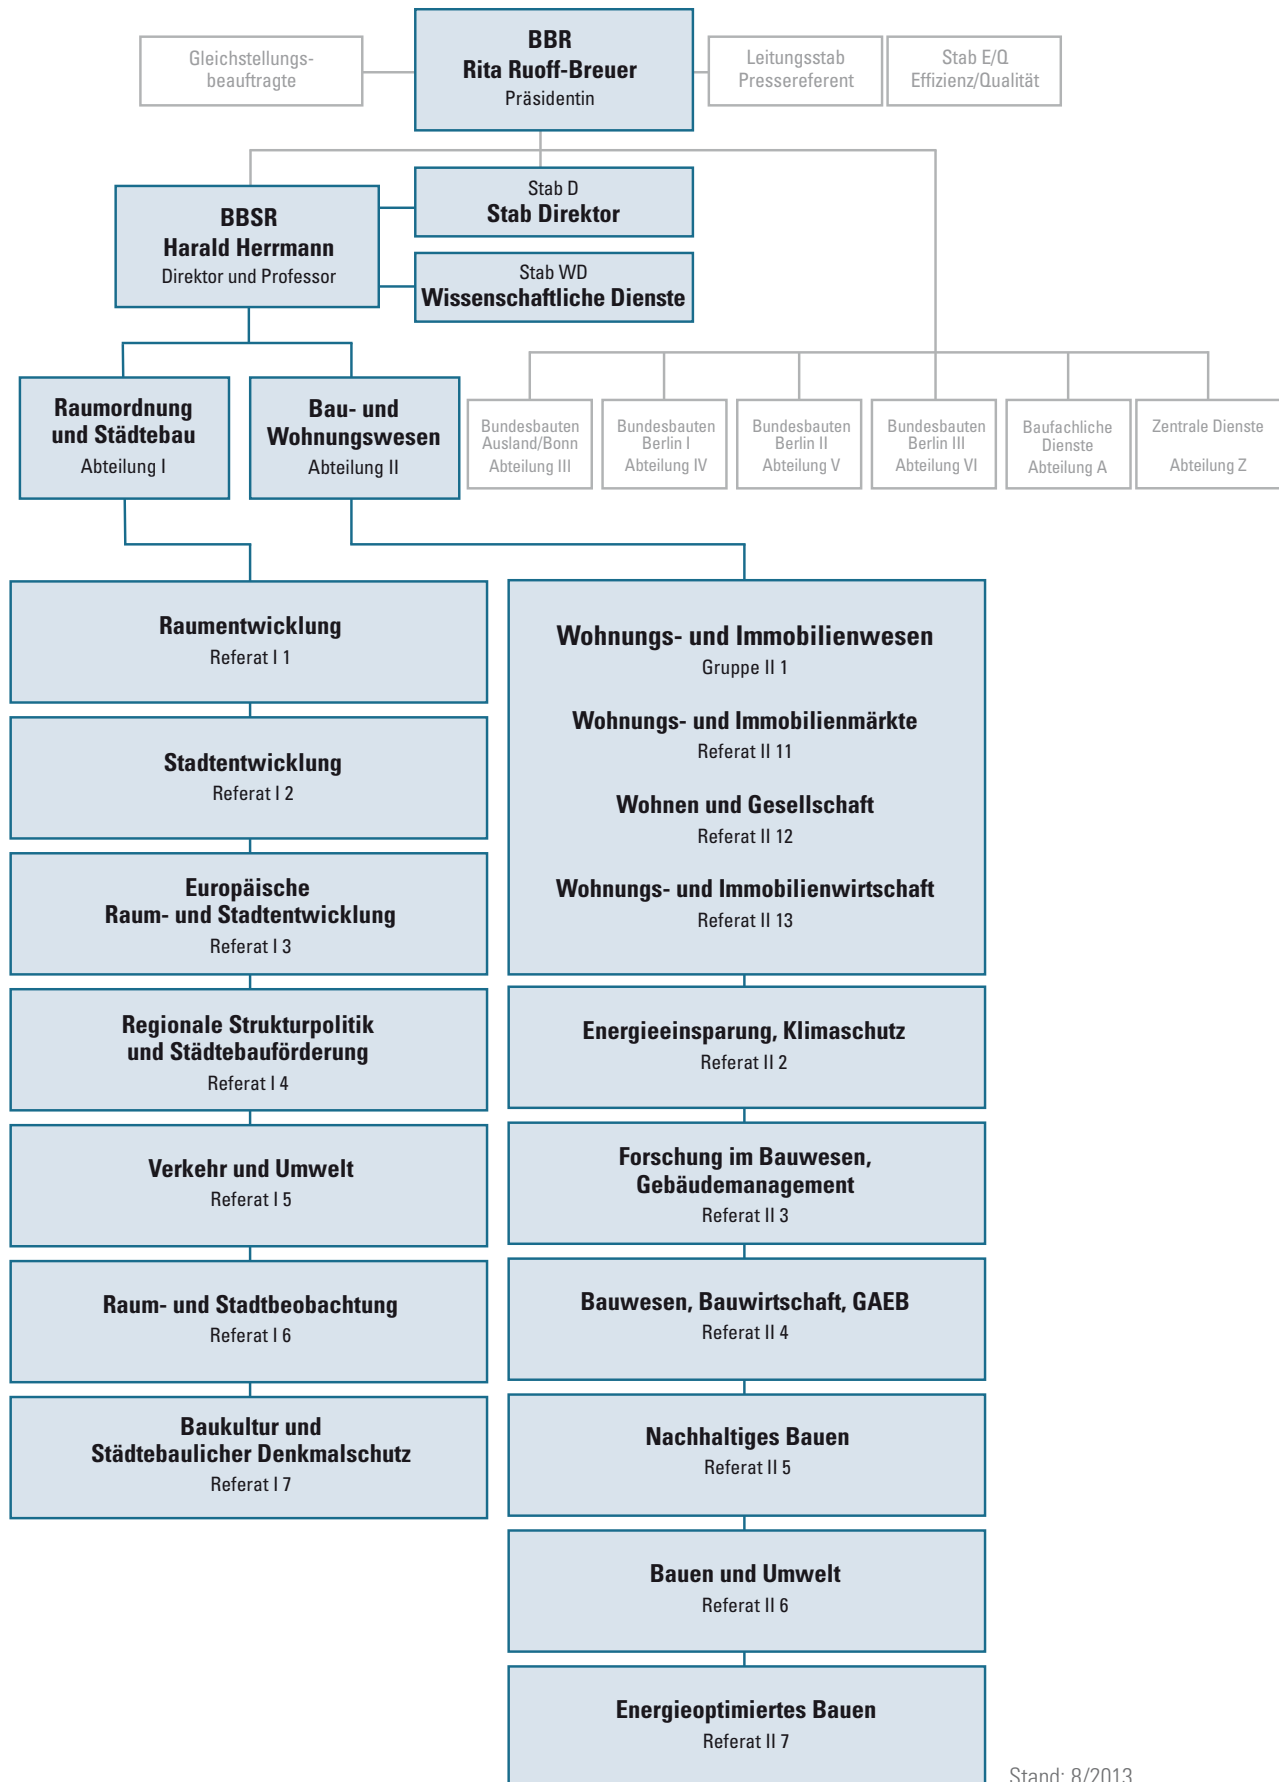 Gleichstellungs-
beauftragte
BBR
Rita Ruoff-Breuer
Präsidentin
Leitungsstab
Pressereferent
Stab E/Q
Effizienz/Qualität
BBSR
Harald Herrmann
Direktor und Professor
Stab D
Stab Direktor
Stab WD
Wissenschaftliche Dienste
Raumordnung
und Städtebau
Abteilung I
Bau- und
Wohnungswesen
Abteilung II
Bundesbauten
Ausland/Bonn
Abteilung III
Bundesbauten
Berlin I
Abteilung IV
Bundesbauten
Berlin II
Abteilung V
Bundesbauten
Berlin III
Abteilung VI
Baufachliche
Dienste
Abteilung A
Zentrale Dienste
Abteilung Z
Raumentwicklung
Referat I 1
Stadtentwicklung
Referat I 2
Europäische
Raum- und Stadtentwicklung
Referat I 3
Regionale Strukturpolitik
und Städtebauförderung
Referat I 4
Verkehr und Umwelt
Referat I 5
Raum- und Stadtbeobachtung
Referat I 6
Baukultur und
Städtebaulicher Denkmalschutz
Referat I 7
Wohnungs- und Immobilienwesen
Gruppe II 1
Wohnungs- und Immobilienmärkte
Referat II 11
Wohnen und Gesellschaft
Referat II 12
Wohnungs- und Immobilienwirtschaft
Referat II 13
Energieeinsparung, Klimaschutz
Referat II 2
Forschung im Bauwesen,
Gebäudemanagement
Referat II 3
Bauwesen, Bauwirtschaft, GAEB
Referat II 4
Nachhaltiges Bauen
Referat II 5
Bauen und Umwelt
Referat II 6
Energieoptimiertes Bauen
Referat II 7
Stand: 8/2013